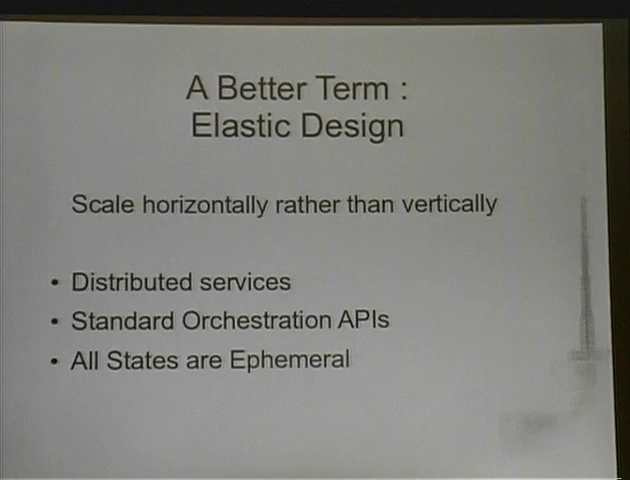 A Better Term :
Elastic Design
Scale horizontally rather than vertically
• Distributed services
• Standard Orchestration APIs
• All States are Ephemeral